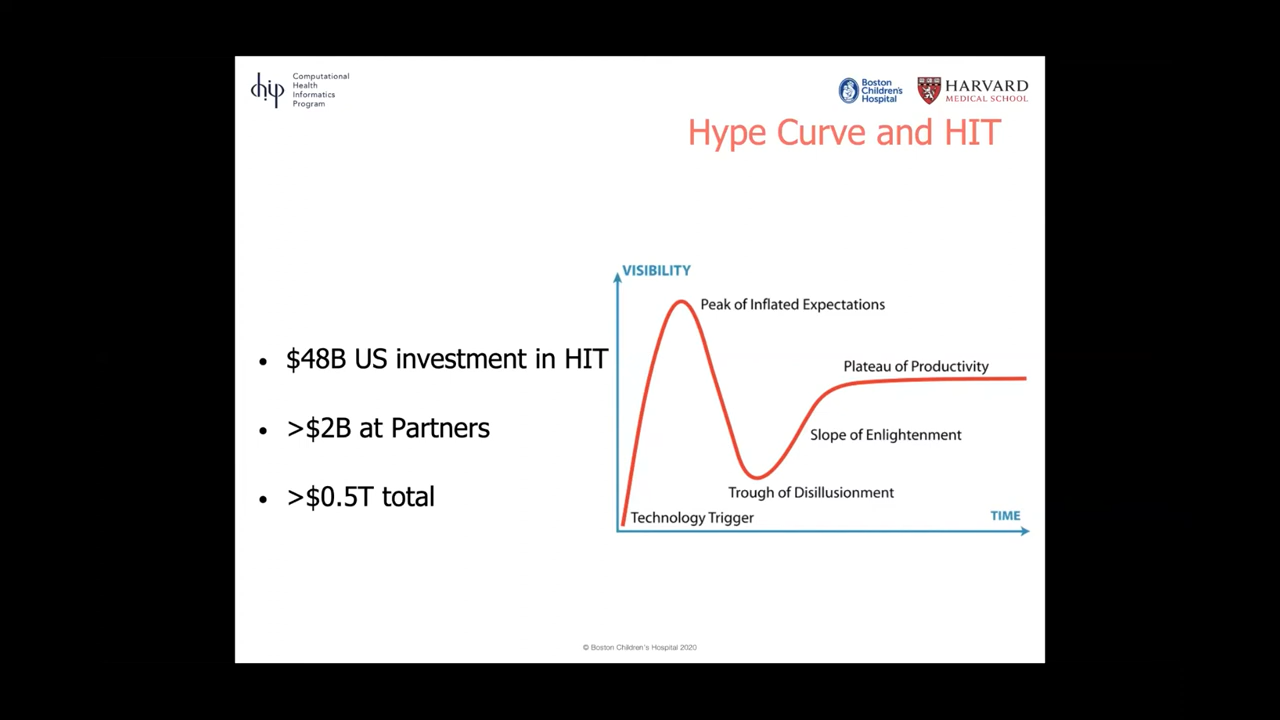 chip
Computational
Health
Informatics
Program
Boston
Children's
Hospital
HARVARD
MEDICAL SCHOOL
Hype Curve and HIT
• $48B US investment in HIT
• >$2B at Partners
• >$0.5T total
VISIBILITY
Peak of Inflated Expectations
Plateau of Productivity
Slope of Enlightenment
Trough of Disillusionment
Technology Trigger
TIME
© Boston Children's Hospital 2020